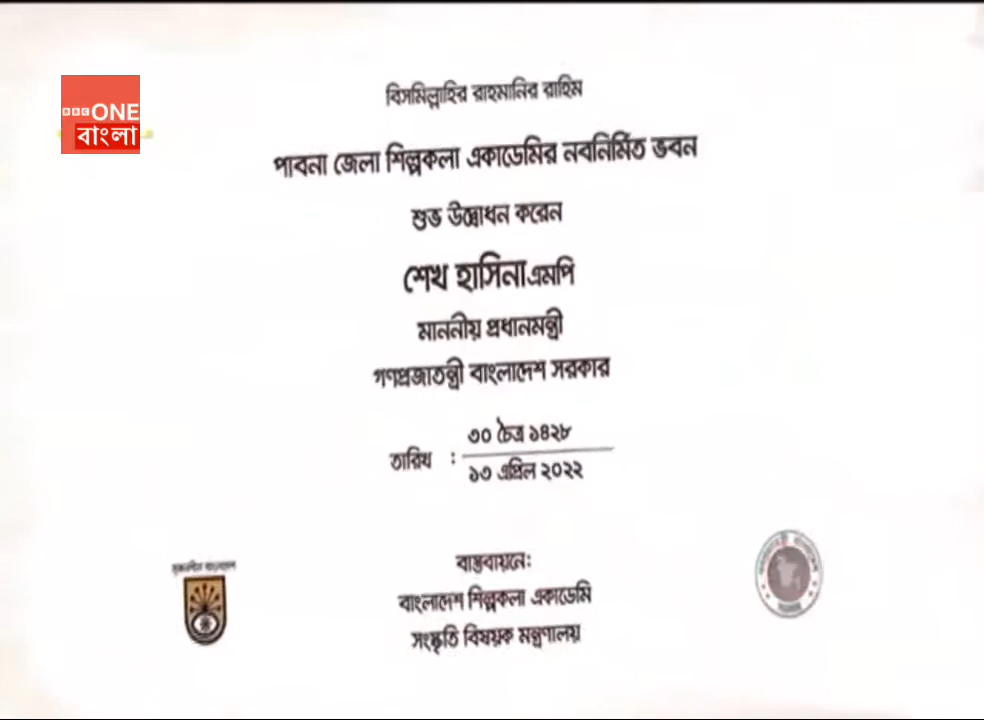 BBC ONE
বাংলা
বিসমিল্লাহির রাহমানির রাহিম
পাবনা জেলা শিল্পকলা একাডেমির নবনির্মিত ভবন
শুভ উদ্বোধন করেন
শেখ হাসিনা এমপি
মাননীয় প্রধানমন্ত্রী
গণপ্রজাতন্ত্রী বাংলাদেশ সরকার
৩০ চৈত্র ১৪২৮
তারিখ :
১৩ এপ্রিল ২০২২
বাস্তবায়নে:
বাংলাদেশ শিল্পকলা একাডেমি
সংস্কৃতি বিষয়ক মন্ত্রণালয়